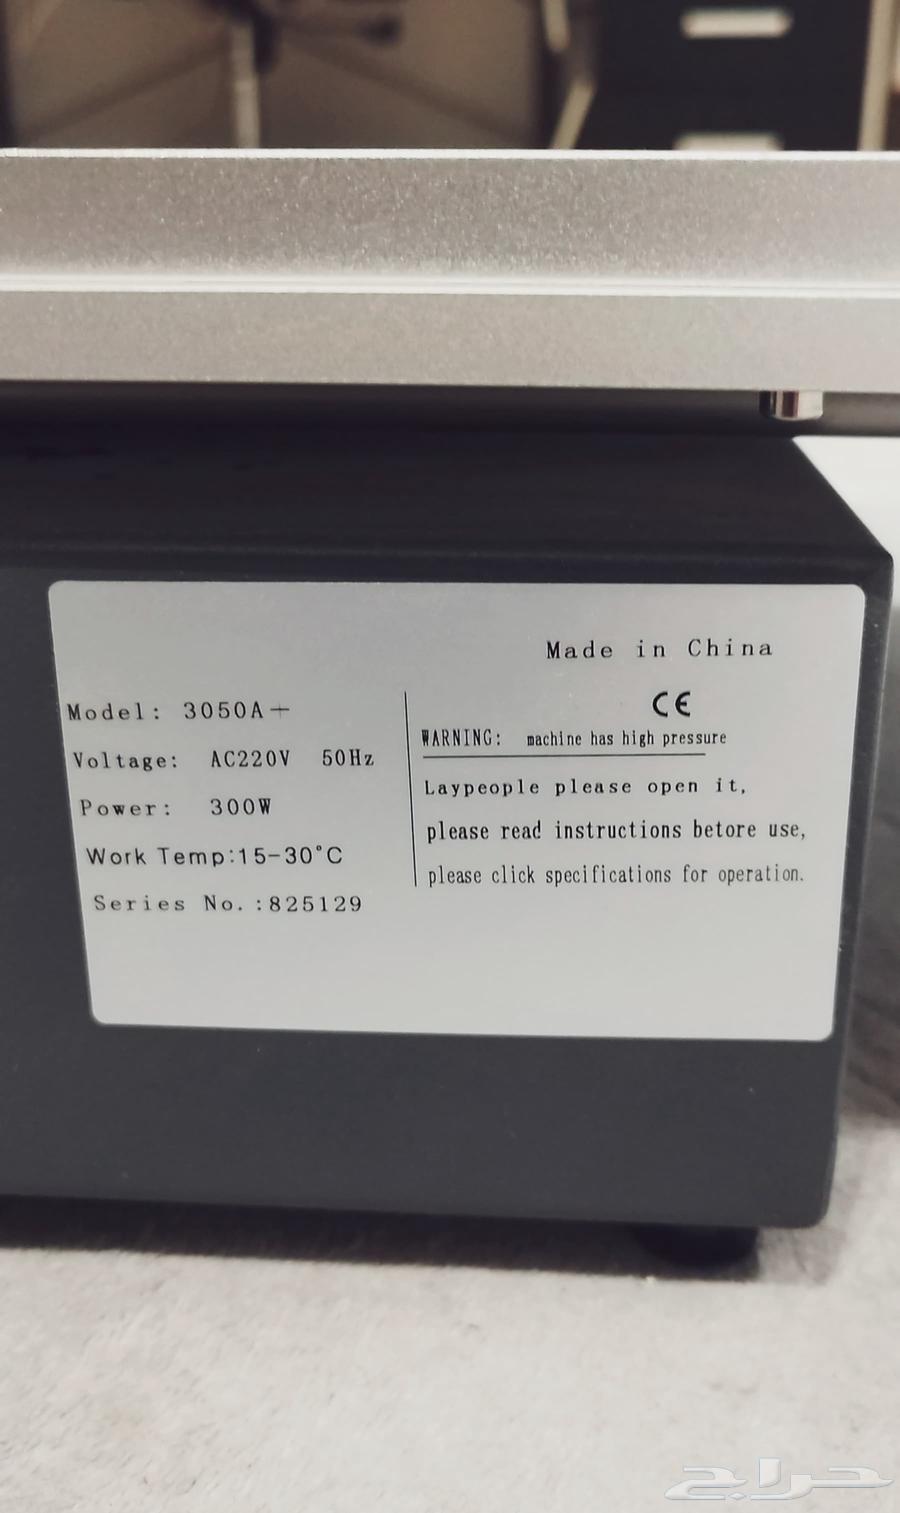 Made in China
CE
Model: 3050A+
Voltage: AC220V 50Hz
Power: 300W
Work Temp:15-30°C
Series No.:825129
WARNING: machine has high pressure
Laypeople please open it,
please read instructions betore use,
please click specifications for operation.
حراج